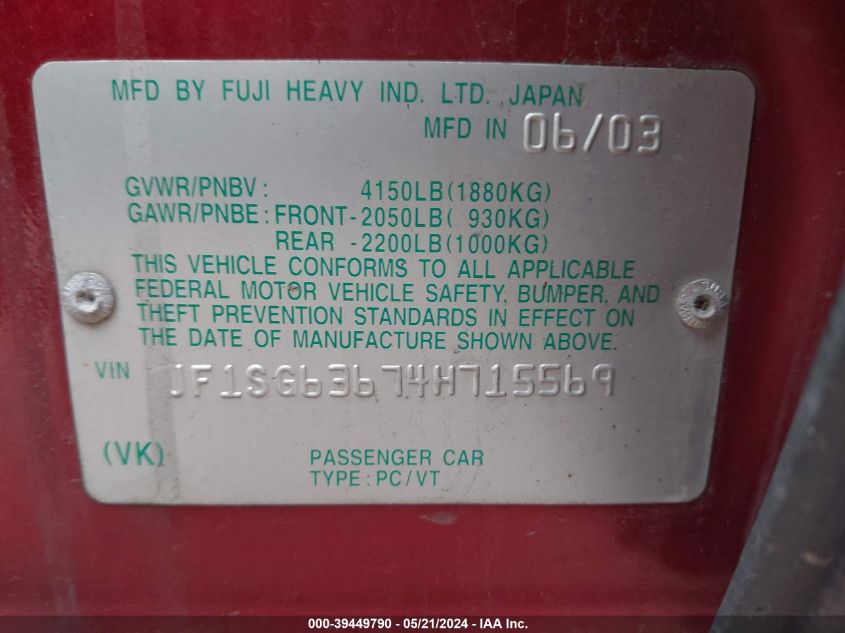 MFD BY FUJI HEAVY IND. LTD. JAPAN
MFD IN 06/03
GVWR/PNBV: 4150LB(1880KG)
GAWR/PNBE: FRONT-2050LB( 930KG)
REAR -2200LB(1000KG)
THIS VEHICLE CONFORMS TO ALL APPLICABLE
FEDERAL MOTOR VEHICLE SAFETY, BUMPER, AND
THEFT PREVENTION STANDARDS IN EFFECT ON
THE DATE OF MANUFACTURE SHOWN ABOVE.
VIN JF1SG63674H715569
(VK) PASSENGER CAR
TYPE: PC/VT
000-39449790 - 05/21/2024 - IAA Inc.